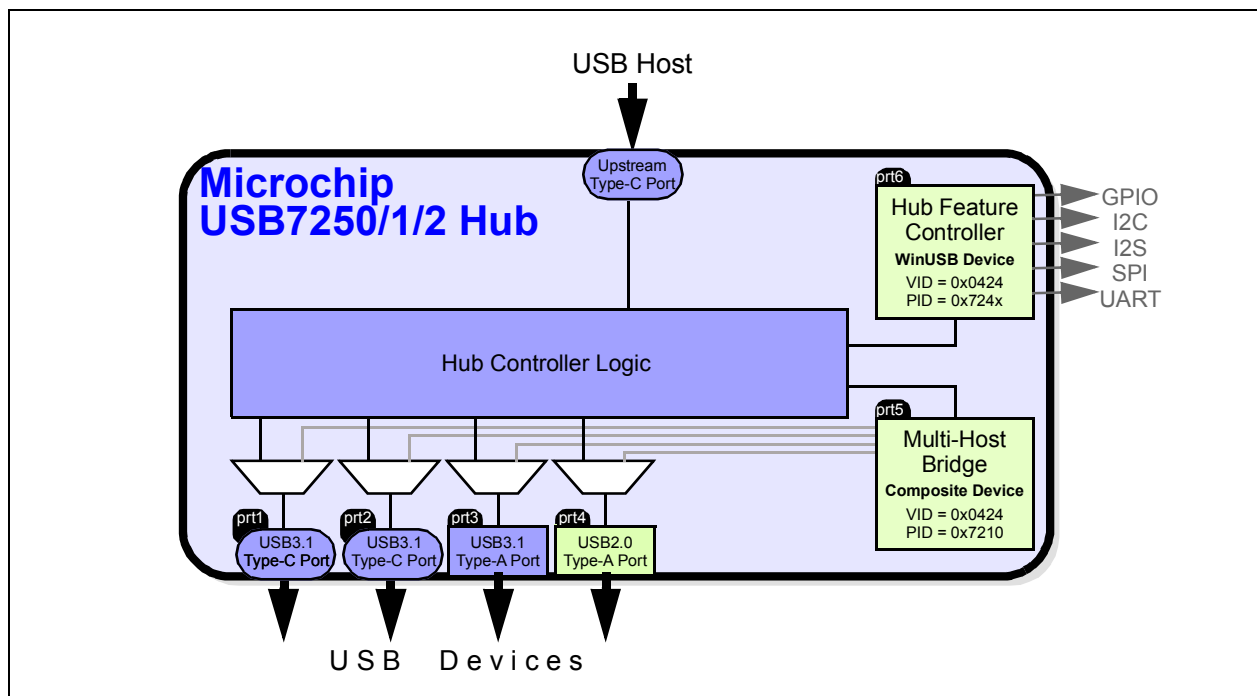 USB Host
Upstream
Type-C Port
Microchip
USB7250/1/2 Hub
prt6
Hub Feature
Controller
WinUSB Device
VID = 0x0424
PID = 0x724x
GPIO
I2C
I2S
SPI
UART
Hub Controller Logic
prt5
Multi-Host
Bridge
Composite Device
VID = 0x0424
PID = 0x7210
prt1
USB3.1
Type-C Port
prt2
USB3.1
Type-C Port
prt3
USB3.1
Type-A Port
prt4
USB2.0
Type-A Port
USB Devices